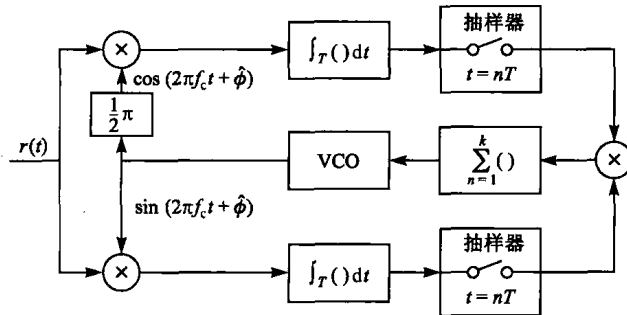 抽样器
∫_T ( ) dt
t = nT
cos (2πf_c t + φ̂)
1/2 π
r(t)
VCO
∑_{n=1}^{k} ( )
sin (2πf_c t + φ̂)
抽样器
∫_T ( ) dt
t = nT